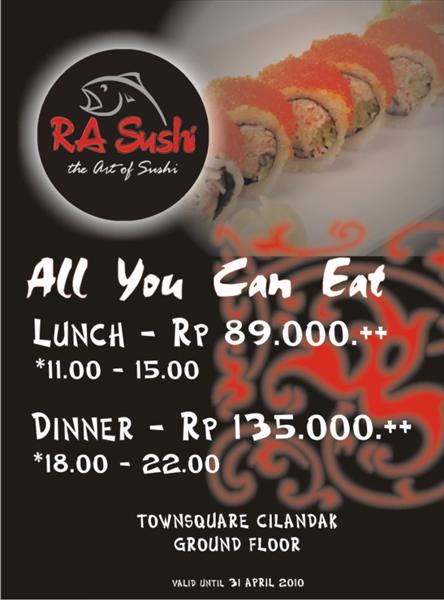 RA Sushi
the Art of Sushi
All You Can Eat
LUNCH - RP 89.000.++
*11.00 - 15.00
DINNER - RP 135.000.++
*18.00 - 22.00
TOWNSQUARE CILANDAK
GROUND FLOOR
VALID UNTIL 31 APRIL 2010